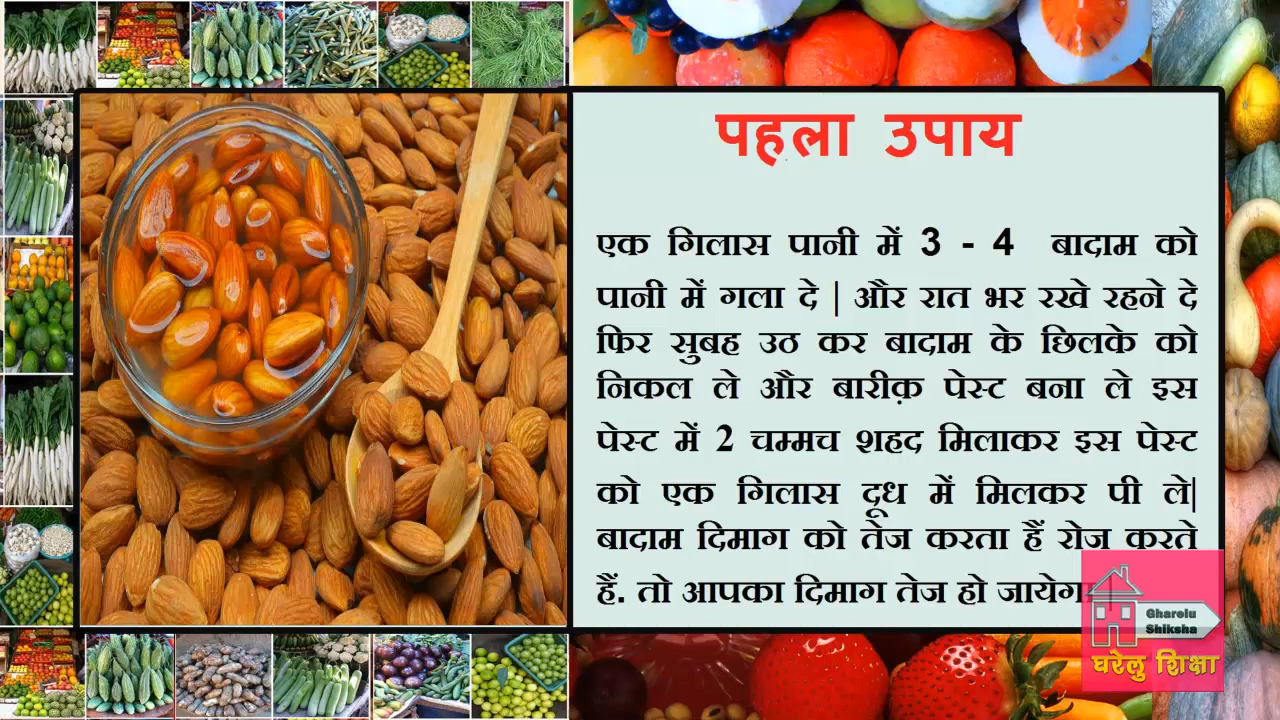 पहला उपाय
एक गिलास पानी में 3 - 4 बादाम को
पानी में गला दे | और रात भर रखे रहने दे
फिर सुबह उठ कर बादाम के छिलके को
निकल ले और बारीक़ पेस्ट बना ले इस
पेस्ट में 2 चम्मच शहद मिलाकर इस पेस्ट
को एक गिलास दूध में मिलकर पी ले|
बादाम दिमाग को तेज करता हैं रोज करते
हैं. तो आपका दिमाग तेज हो जायेगा
Gharelu
Shiksha
घरेलु शिक्षा